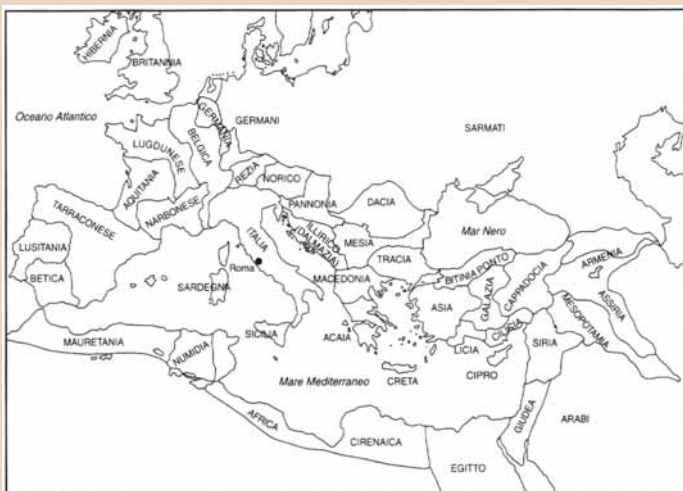 HIBERNIA
BRITANNIA
Oceano Atlantico
GERMANIA
GERMANI
SARMATI
BELGICA
LUGDUNESE
REZIA
NORICO
AQUITANIA
NARBONESE
PANNONIA
DACIA
TARRACONESE
ITALIA
ILLIRICO
(DALMAZIA)
MESIA
Mar Nero
LUSITANIA
Roma
TRACIA
ARMENIA
BETICA
SARDEGNA
MACEDONIA
BITINIA PONTO
GALAZIA
CAPPADOCIA
ASIA
MESOPOTAMIA
ASSIRIA
MAURETANIA
NUMIDIA
SICILIA
ACAIA
LICIA
CILICIA
SIRIA
Mare Mediterraneo
CRETA
CIPRO
AFRICA
CIRENAICA
GIUDEA
ARABI
EGITTO